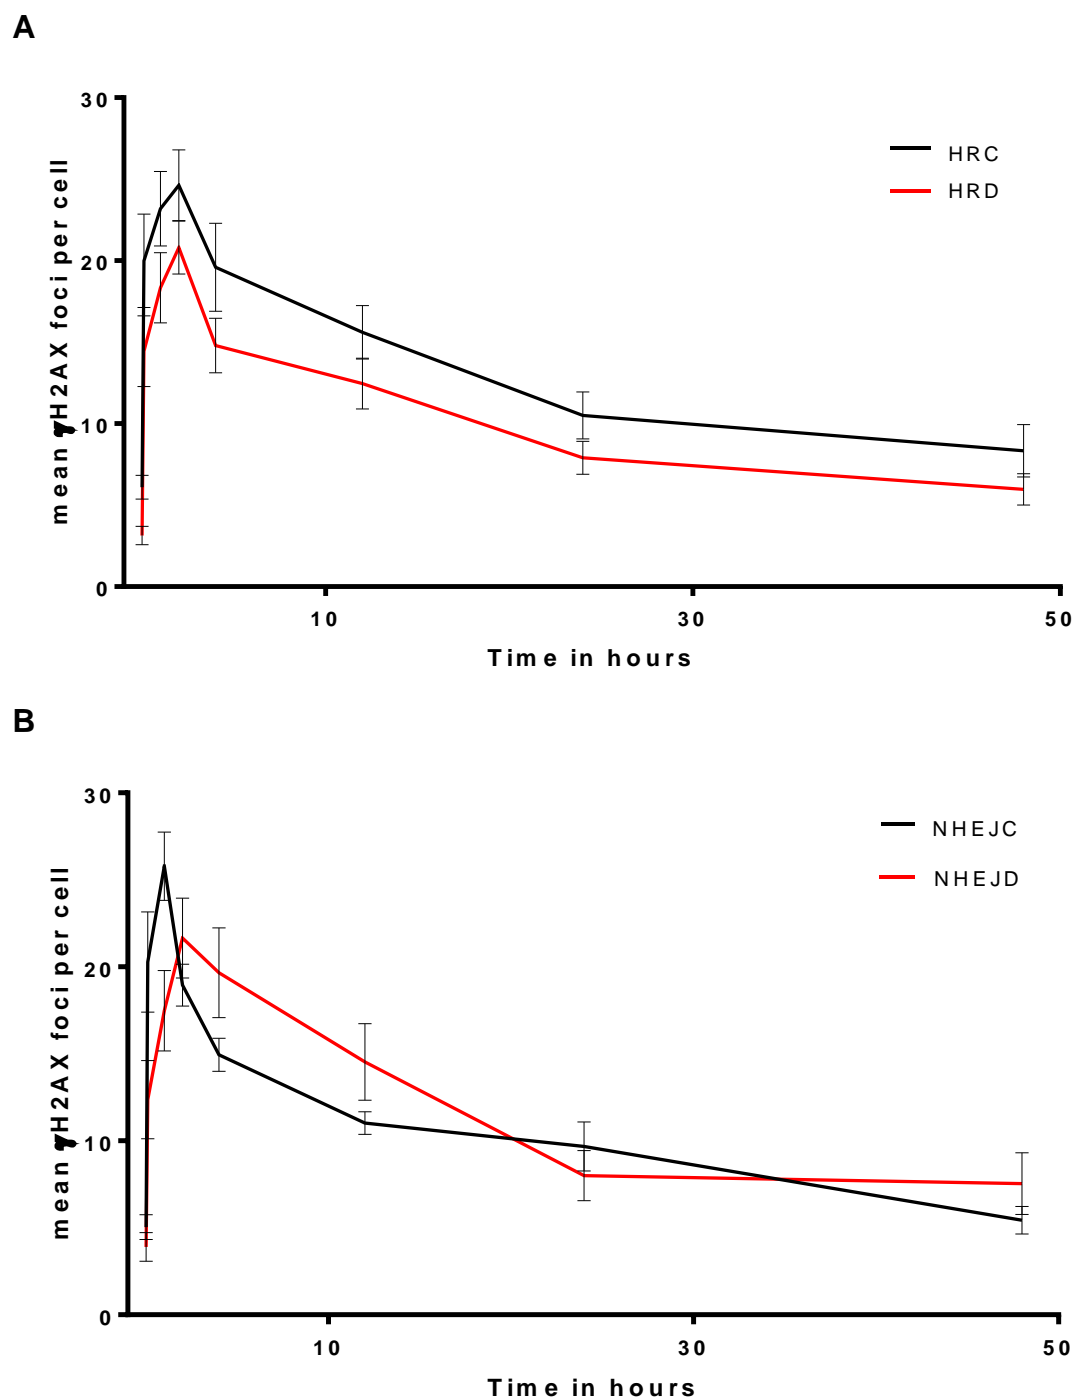 A
30
20
10
0
mean γH2AX foci per cell
HRC
HRD
10 30 50
Time in hours
B
30
20
10
0
mean γH2AX foci per cell
NHEJC
NHEJD
10 30 50
Time in hours